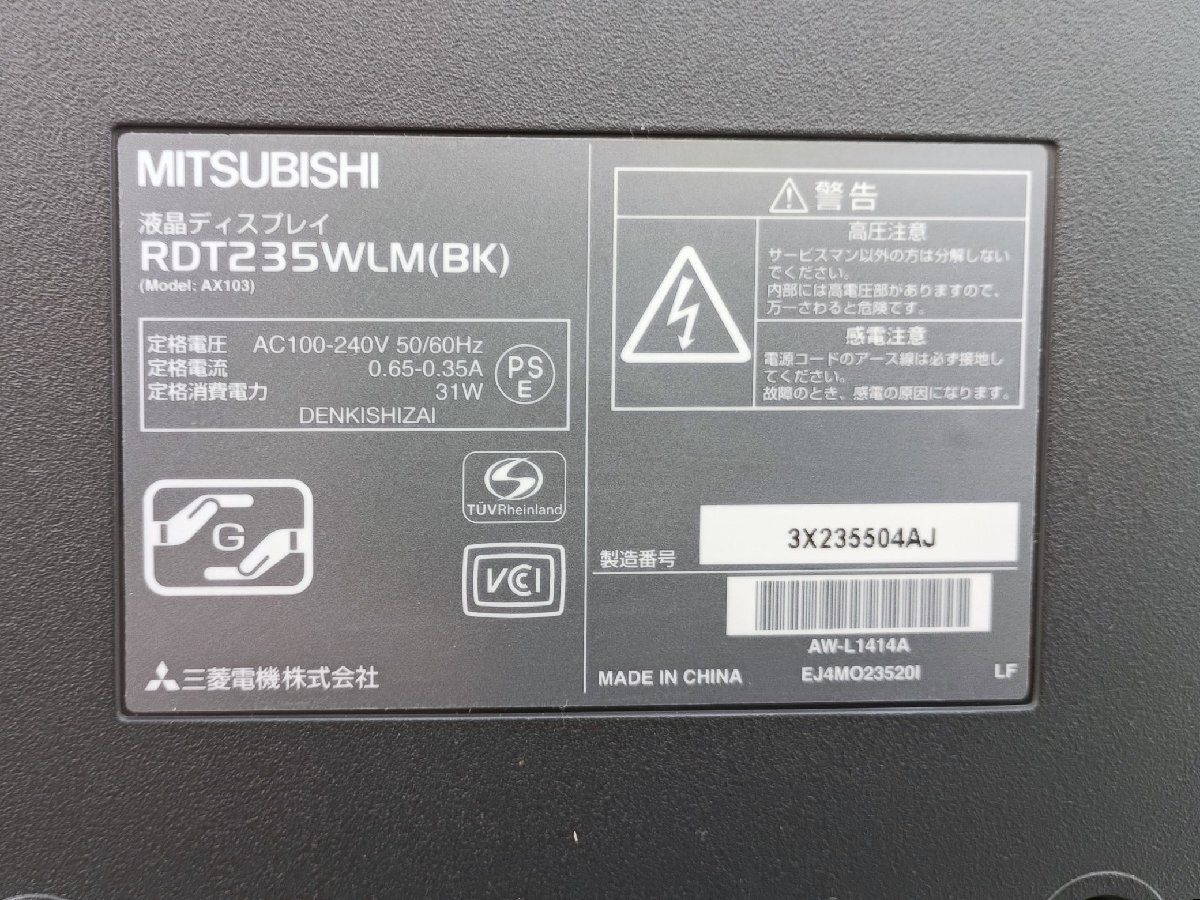 MITSUBISHI
液晶ディスプレイ
RDT235WLM(BK)
(Model: AX103)
定格電圧 AC100-240V 50/60Hz
定格電流 0.65-0.35A
定格消費電力 31W
DENKISHIZAI
PS
E
G
TÜVRheinland
VCCI
三菱電機株式会社
警告
高圧注意
サービスマン以外の方は分解しない
でください。
内部には高電圧部がありますので、
万一さわると危険です。
感電注意
電源コードのアース線は必ず接地し
てください。
故障のとき、感電の原因になります。
製造番号 3X235504AJ
AW-L1414A
MADE IN CHINA EJ4MO23520I LF